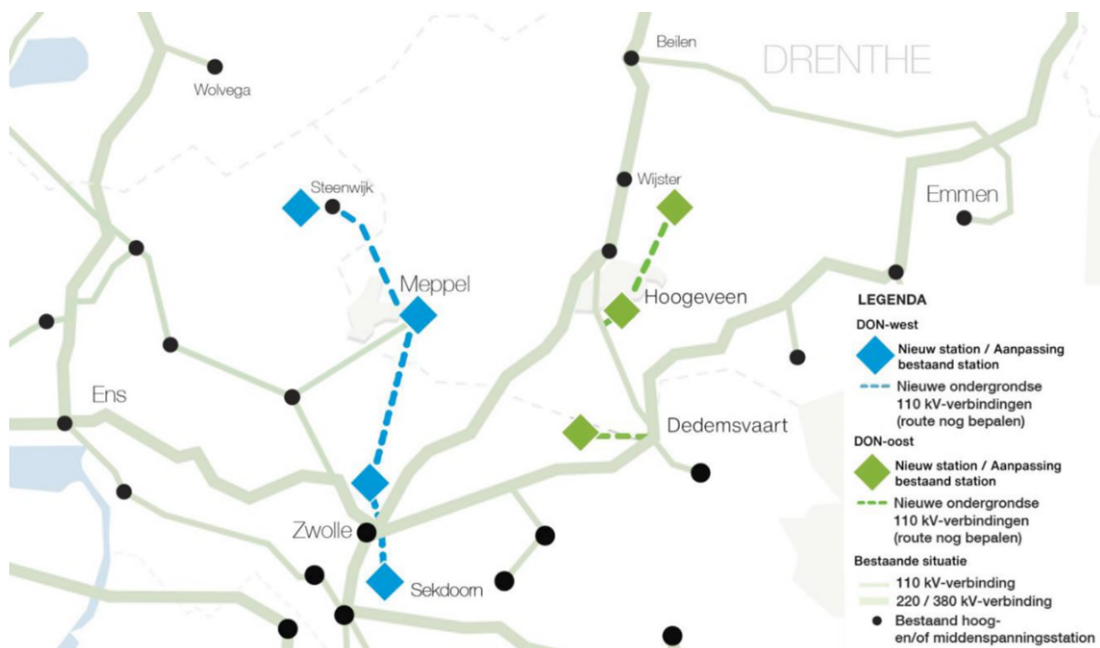 Beilen
DRENTHE
Wolvega
Steenwijk
Wijster
Emmen
Meppel
Hoogeveen
Ens
Dedemsvaart
Zwolle
Sekdoorn
LEGENDA
DON-west
Nieuw station / Aanpassing
bestaand station
Nieuwe ondergrondse
110 kV-verbindingen
(route nog bepalen)
DON-oost
Nieuw station / Aanpassing
bestaand station
Nieuwe ondergrondse
110 kV-verbindingen
(route nog bepalen)
Bestaande situatie
110 kV-verbinding
220 / 380 kV-verbinding
Bestaand hoog-
en/of middenspanningsstation